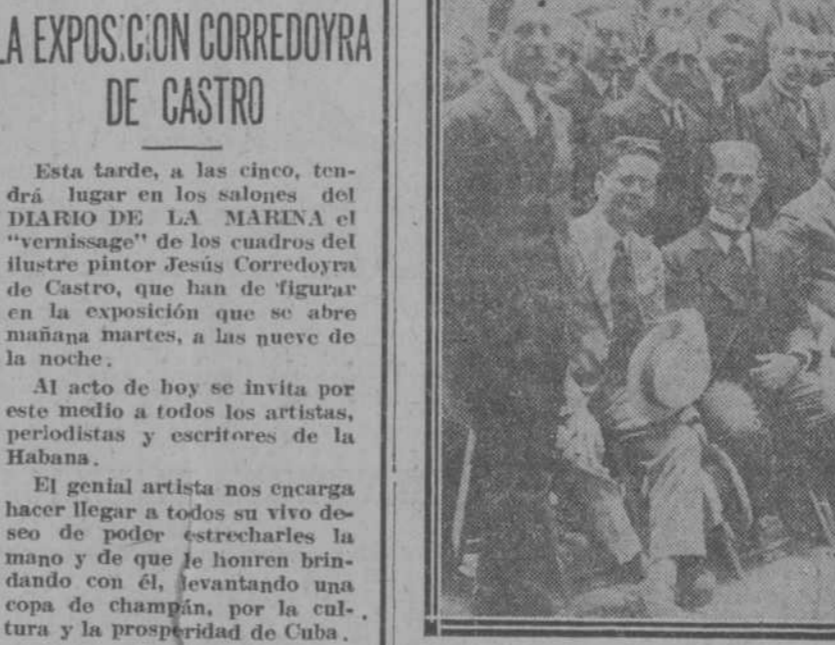 LA EXPOSICION CORREDOYRA
DE CASTRO
Esta tarde, a las cinco, ten-
drá lugar en los salones del
DIARIO DE LA MARINA el
"vernissage" de los cuadros del
ilustre pintor Jesús Corredoyra
de Castro, que han de figurar
en la exposición que se abre
mañana martes, a las nueve de
la noche.
Al acto de hoy se invita por
este medio a todos los artistas,
periodistas y escritores de la
Habana.
El genial artista nos encarga
hacer llegar a todos su vivo de-
seo de poder estrecharles la
mano y de que le honren brin-
dando con él, levantando una
copa de champán, por la cul-
tura y la prosperidad de Cuba.